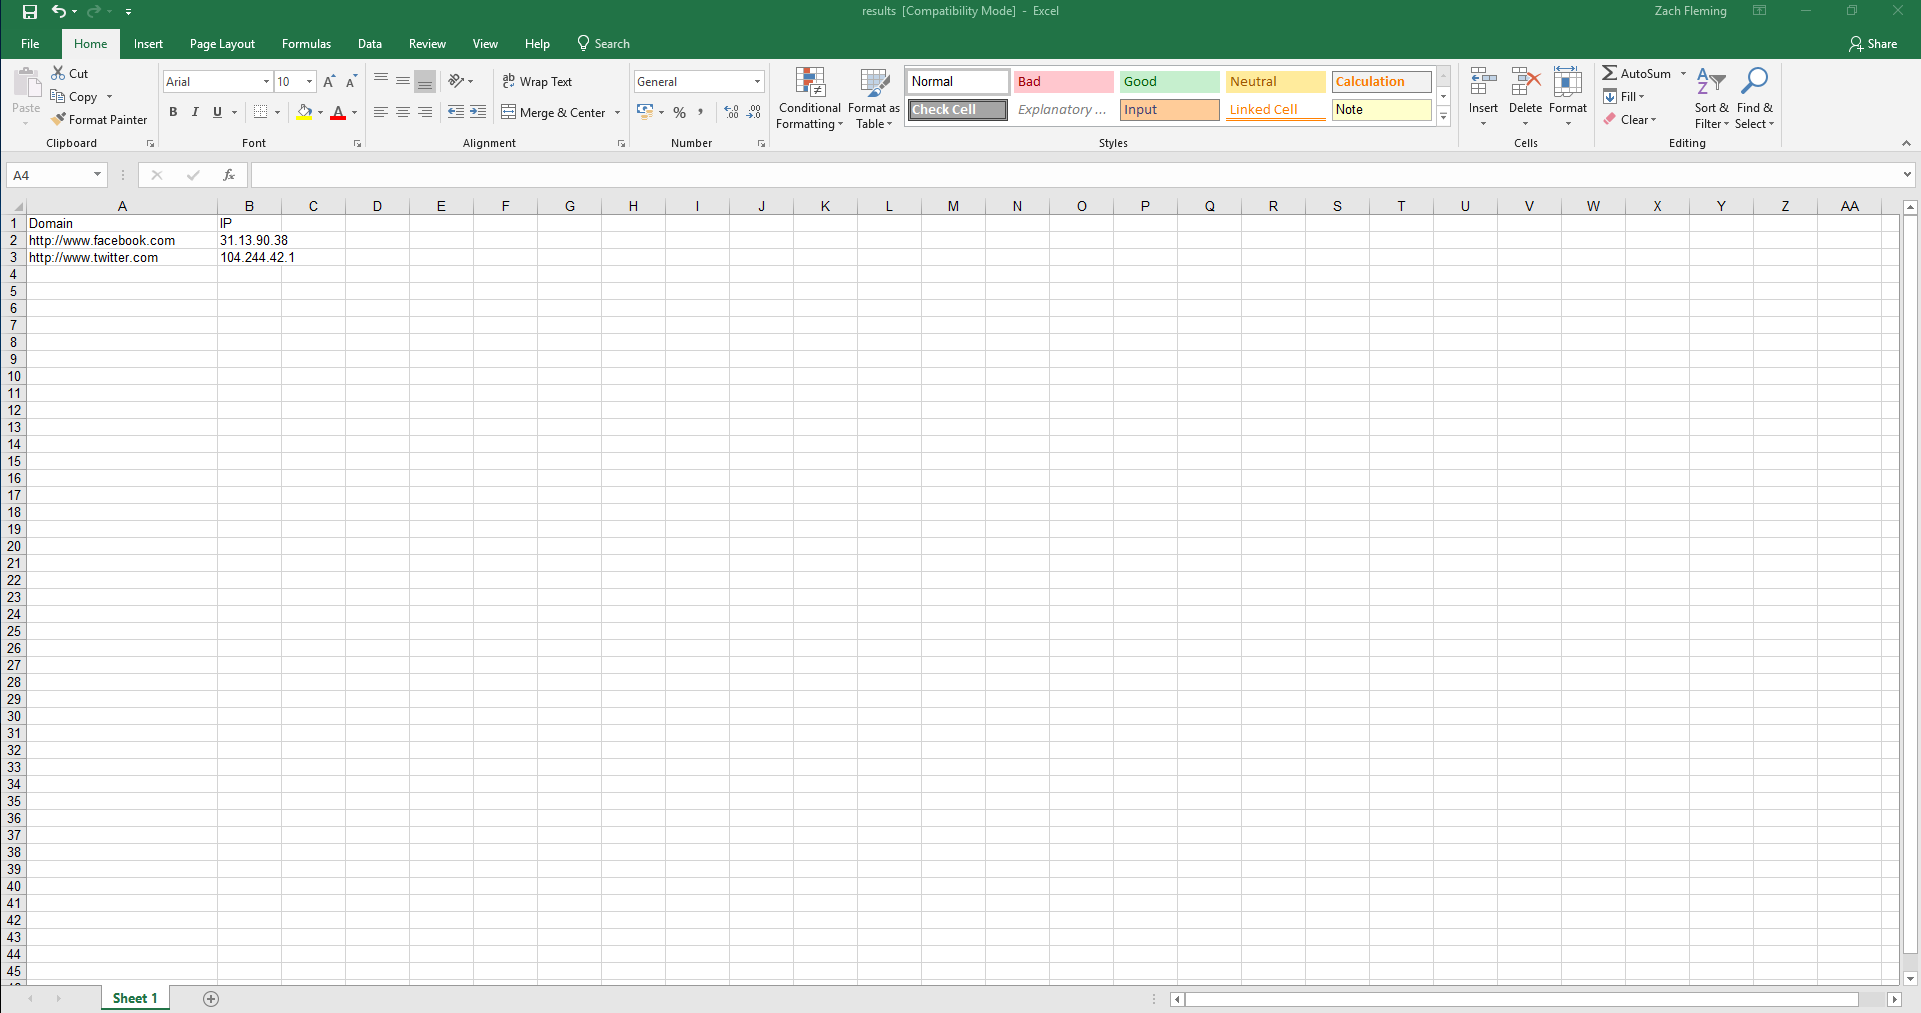 results [Compatibility Mode] - Excel
Zach Fleming
File Home Insert Page Layout Formulas Data Review View Help Search
Share
Paste
Cut
Copy
Format Painter
Clipboard
Arial 10
B I U
Font
Wrap Text
Merge & Center
Alignment
General
%
Number
Conditional Formatting
Format as Table
Normal Bad Good Neutral Calculation
Check Cell Explanatory ... Input Linked Cell Note
Styles
Insert Delete Format
Cells
AutoSum
Fill
Clear
Sort & Filter
Find & Select
Editing
A4
fx
A B C D E F G H I J K L M N O P Q R S T U V W X Y Z AA
1 Domain IP
2 http://www.facebook.com 31.13.90.38
3 http://www.twitter.com 104.244.42.1
4
5
6
7
8
9
10
11
12
13
14
15
16
17
18
19
20
21
22
23
24
25
26
27
28
29
30
31
32
33
34
35
36
37
38
39
40
41
42
43
44
45
Sheet 1